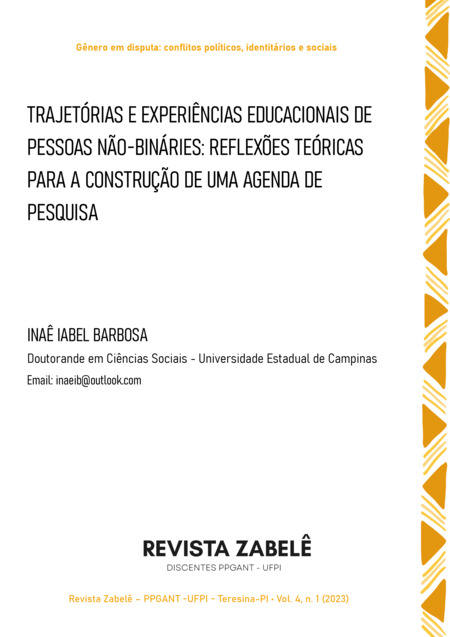 Gênero em disputa: conflitos políticos, identitários e sociais
TRAJETÓRIAS E EXPERIÊNCIAS EDUCACIONAIS DE
PESSOAS NÃO-BINÁRIES: REFLEXÕES TEÓRICAS
PARA A CONSTRUÇÃO DE UMA AGENDA DE
PESQUISA
INAÊ IABEL BARBOSA
Doutorande em Ciências Sociais - Universidade Estadual de Campinas
Email: inaeib@outlook.com
REVISTA ZABELÊ
DISCENTES PPGANT - UFPI
Revista Zabelê – PPGANT -UFPI - Teresina-PI • Vol. 4, n. 1 (2023)